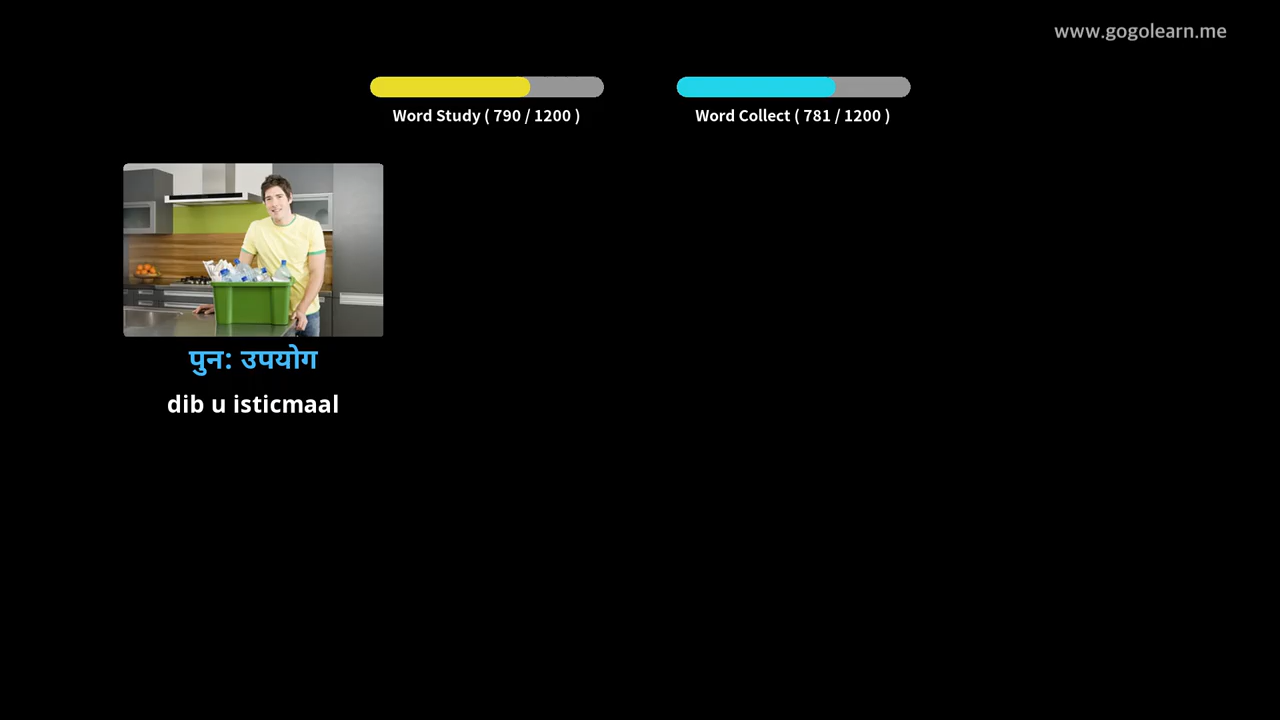 www.gogolearn.me
Word Study ( 790 / 1200 )
Word Collect ( 781 / 1200 )
पुन: उपयोग
dib u isticmaal